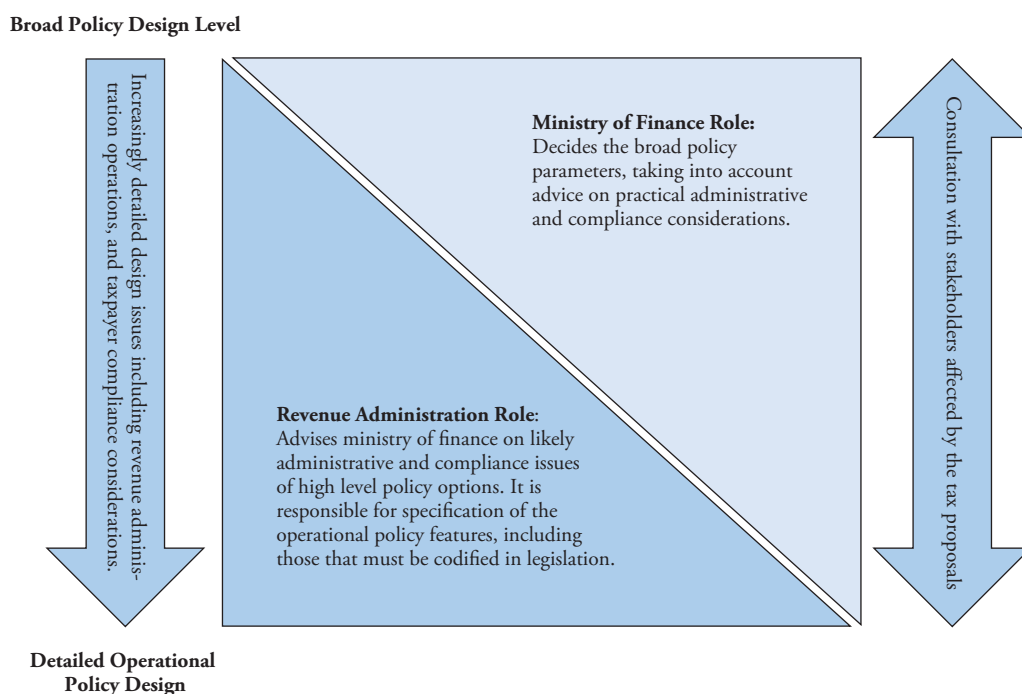 Broad Policy Design Level
Increasingly detailed design issues including revenue adminis-
tration operations, and taxpayer compliance considerations.
Ministry of Finance Role:
Decides the broad policy
parameters, taking into account
advice on practical administrative
and compliance considerations.
Consultation with stakeholders affected by the tax proposals
Revenue Administration Role:
Advises ministry of finance on likely
administrative and compliance issues
of high level policy options. It is
responsible for specification of the
operational policy features, including
those that must be codified in legislation.
Detailed Operational
Policy Design